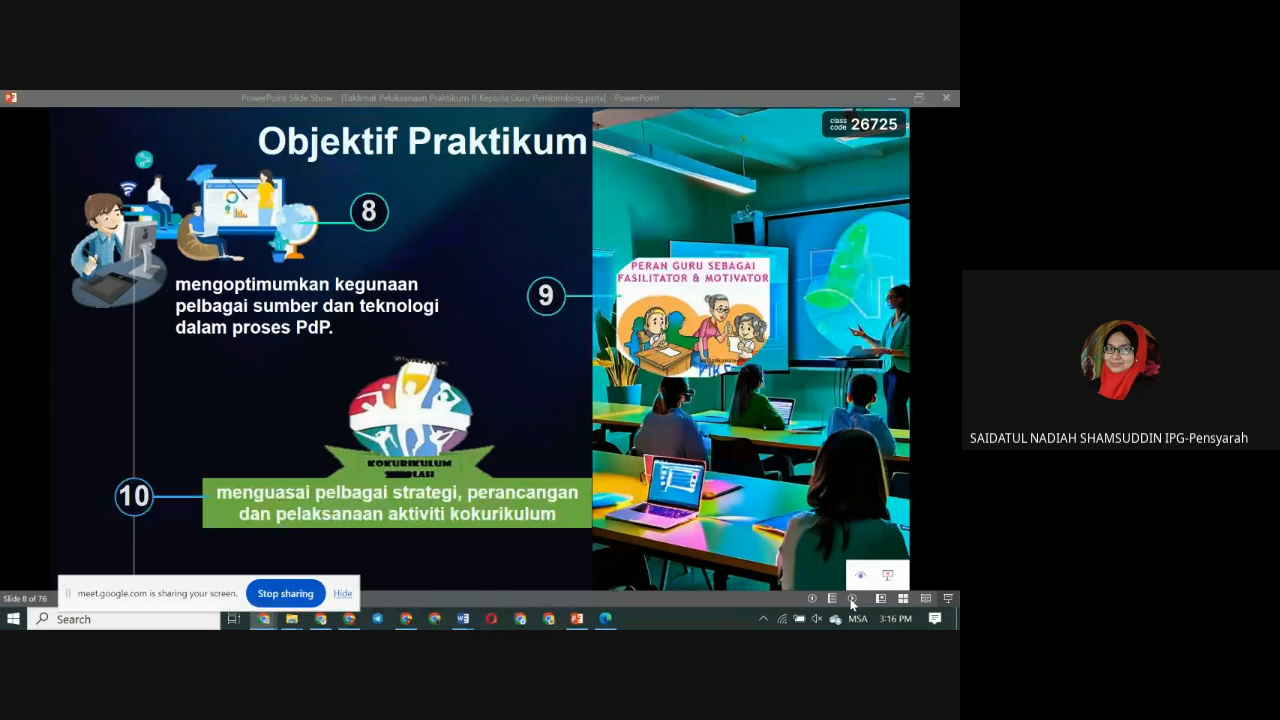 PowerPoint Slide Show - [Taklimat Pelaksanaan Praktikum II Kepada Guru Pembimbing.pptx] - PowerPoint
Objektif Praktikum
class code 26725
8
mengoptimumkan kegunaan
pelbagai sumber dan teknologi
dalam proses PdP.
9
PERAN GURU SEBAGAI
FASILITATOR & MOTIVATOR
KOKURIKULUM
10
menguasai pelbagai strategi, perancangan
dan pelaksanaan aktiviti kokurikulum
SAIDATUL NADIAH SHAMSUDDIN IPG-Pensyarah
meet.google.com is sharing your screen.
Stop sharing
Hide
Slide 8 of 76
Search
MSA
3:16 PM